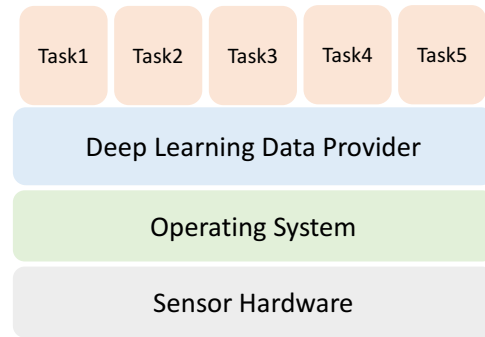 Task1 Task2 Task3 Task4 Task5
Deep Learning Data Provider
Operating System
Sensor Hardware